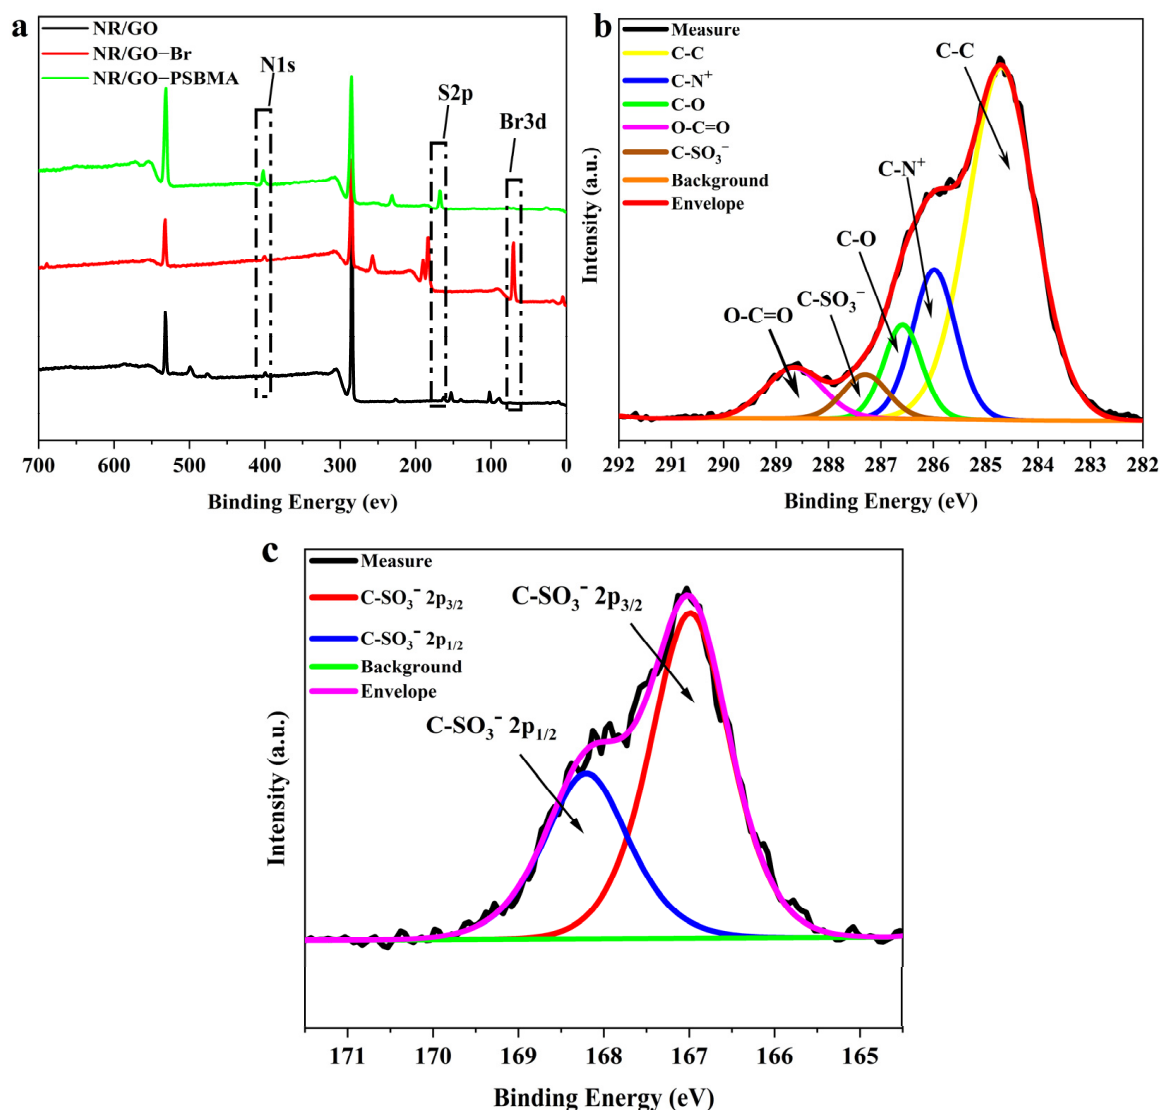 a
NR/GO
NR/GO−Br
NR/GO−PSBMA
N1s
S2p
Br3d
700 600 500 400 300 200 100 0
Binding Energy (ev)
b
Measure
C-C
C-N⁺
C-O
O-C=O
C-SO₃⁻
Background
Envelope
C-C
C-N⁺
C-O
C-SO₃⁻
O-C=O
Intensity (a.u.)
292 291 290 289 288 287 286 285 284 283 282
Binding Energy (eV)
c
Measure
C-SO₃⁻ 2p₃/₂
C-SO₃⁻ 2p₁/₂
Background
Envelope
C-SO₃⁻ 2p₃/₂
C-SO₃⁻ 2p₁/₂
Intensity (a.u.)
171 170 169 168 167 166 165
Binding Energy (eV)